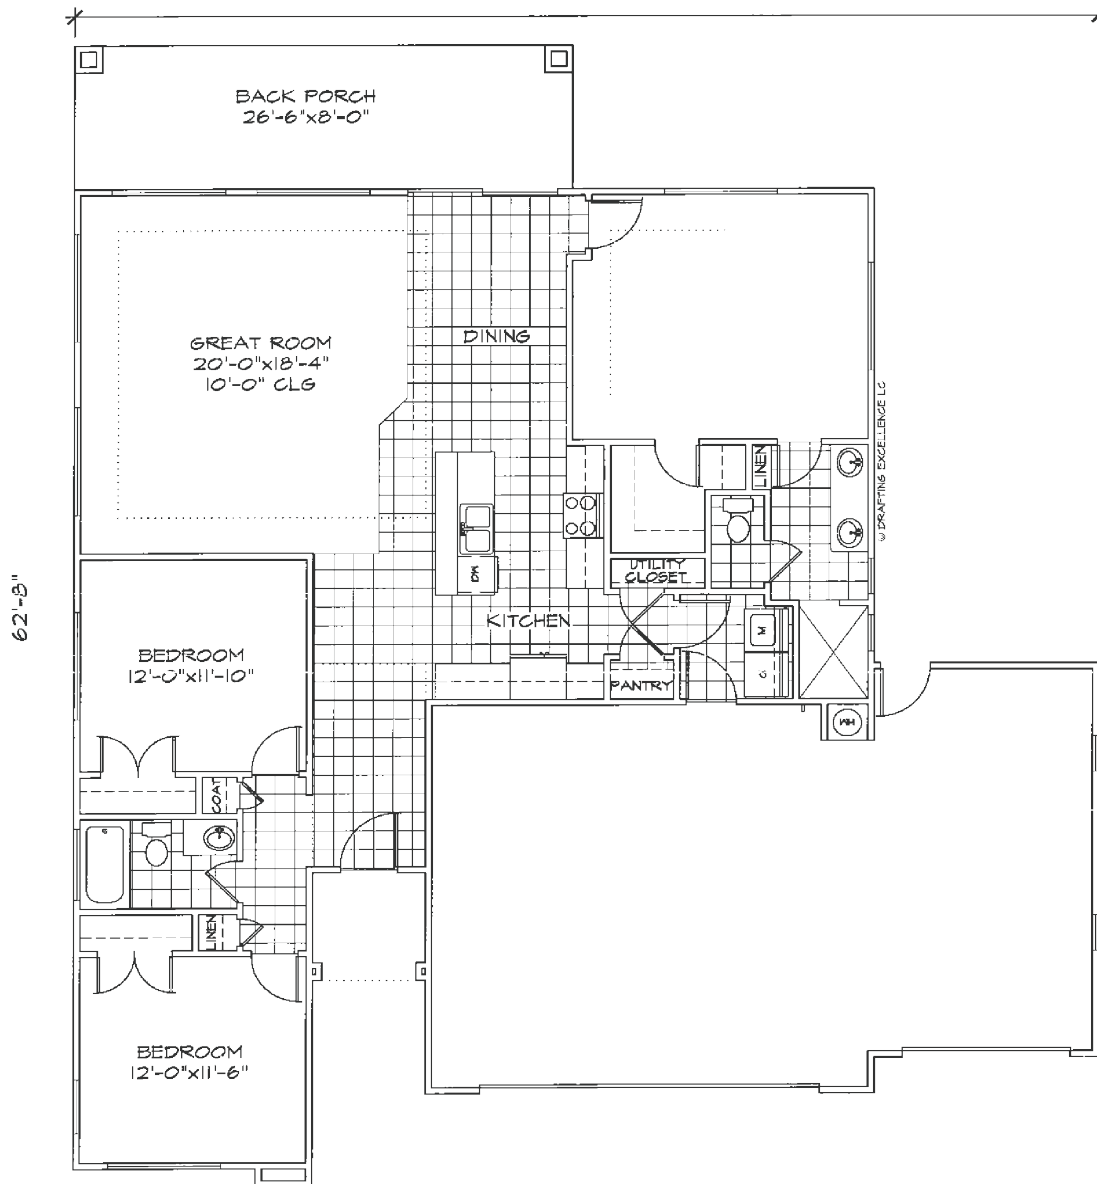 BACK PORCH
26'-6"x8'-0"
GREAT ROOM
20'-0"x18'-4"
10'-0" CLG
DINING
© DRAFTING EXCELLENCE LC
LINEN
UTILITY
CLOSET
DW
KITCHEN
W
D
PANTRY
WH
62'-8"
BEDROOM
12'-0"x11'-10"
COAT
LINEN
BEDROOM
12'-0"x11'-6"